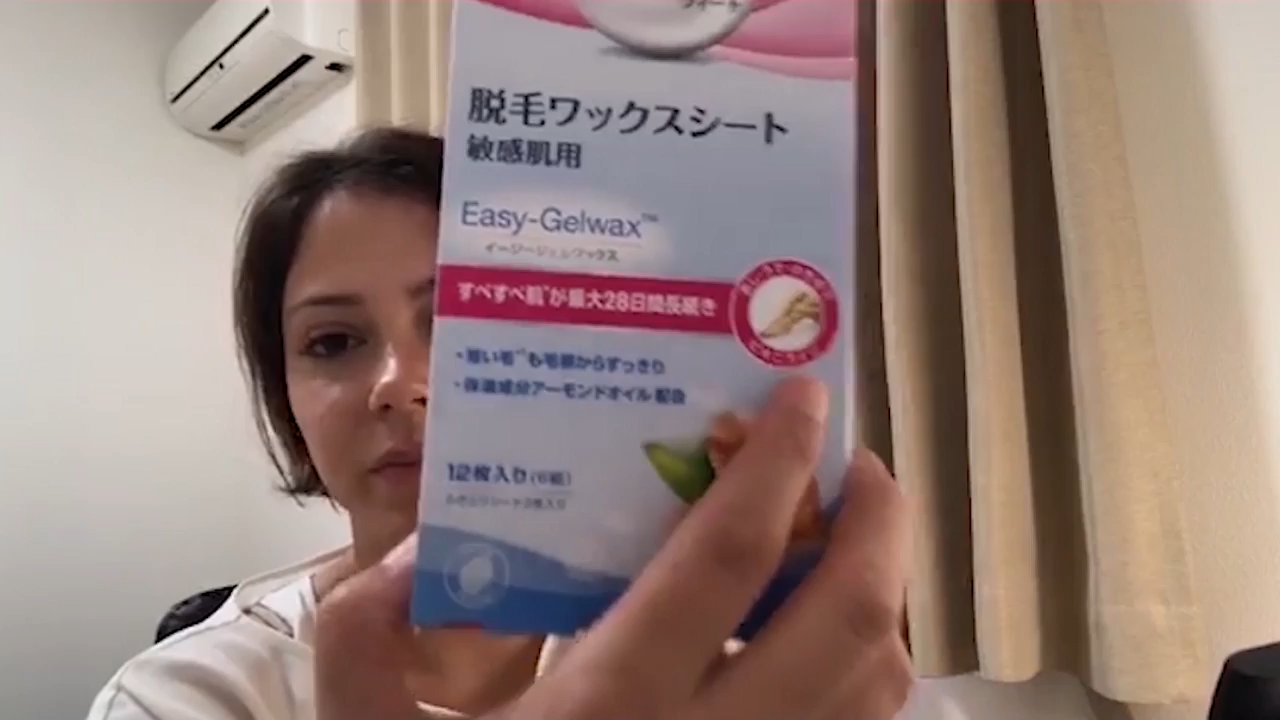 脱毛ワックスシート
敏感肌用
Easy-Gelwax™
イージージェルワックス
すべすべ肌が最大28日間長続き
も毛根からすっきり
・保湿成分アーモンドオイル配合
12枚入り(6組)